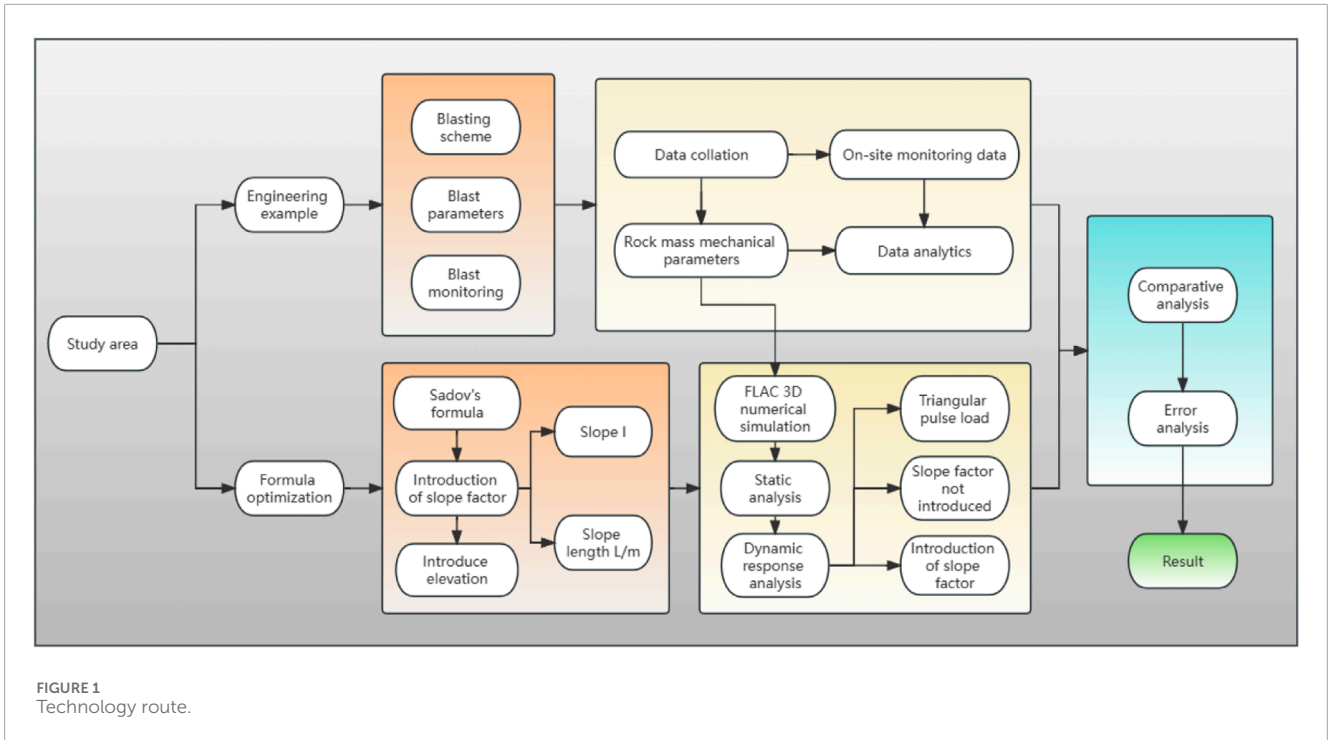 Study area
Engineering
example
Formula
optimization
Blasting
scheme
Blast
parameters
Blast
monitoring
Data collation
On-site monitoring data
Rock mass mechanical
parameters
Data analytics
Sadov's
formula
Introduction
of slope factor
Introduce
elevation
Slope I
Slope
length L/m
FLAC 3D
numerical
simulation
Static
analysis
Dynamic
response
analysis
Triangular
pulse load
Slope factor
not
introduced
Introduction
of slope
factor
Comparative
analysis
Error
analysis
Result
FIGURE 1
Technology route.